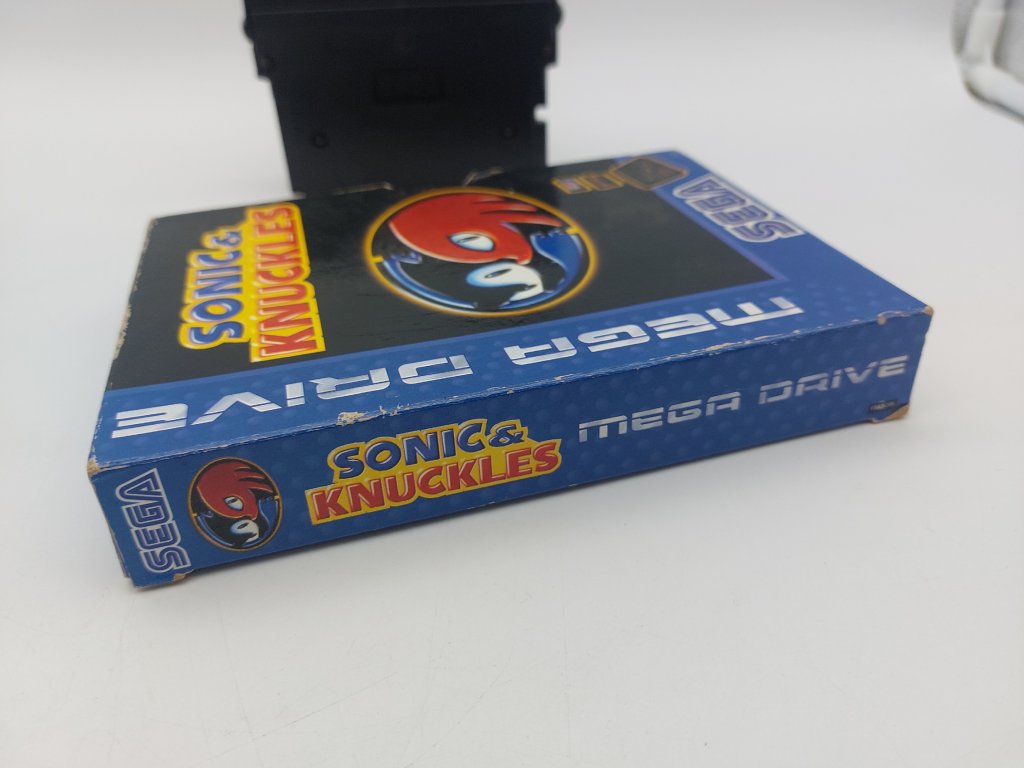 SONIC &
KNUCKLES
SEGA
MEGA DRIVE
SEGA
SONIC &
KNUCKLES
MEGA DRIVE